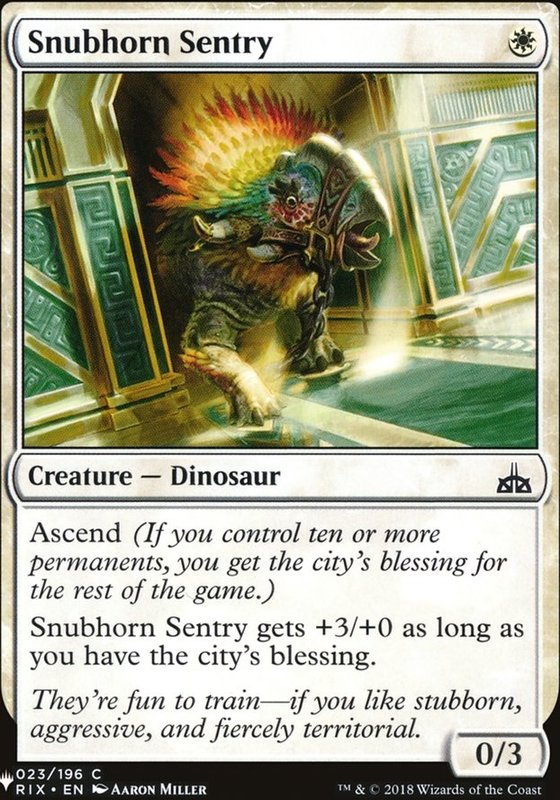 Snubhorn Sentry
Creature — Dinosaur
Ascend (If you control ten or more
permanents, you get the city's blessing for
the rest of the game.)
Snubhorn Sentry gets +3/+0 as long as
you have the city's blessing.
They're fun to train—if you like stubborn,
aggressive, and fiercely territorial.
0/3
023/196 C
RIX • EN Aaron Miller
™ & © 2018 Wizards of the Coast